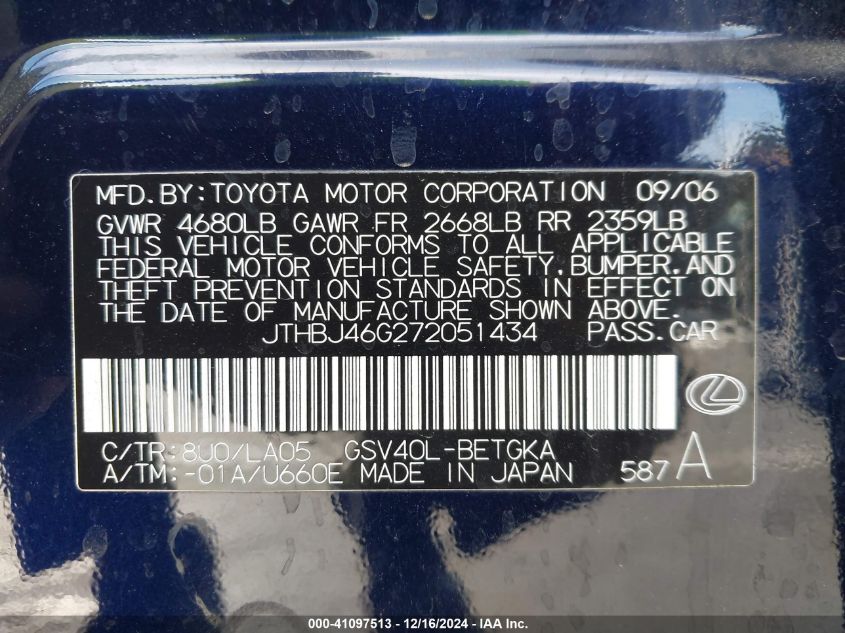 MFD.BY:TOYOTA MOTOR CORPORATION 09/06
GVWR 4680LB GAWR FR 2668LB RR 2359LB
THIS VEHICLE CONFORMS TO ALL APPLICABLE
FEDERAL MOTOR VEHICLE SAFETY.BUMPER.AND
THEFT PREVENTION STANDARDS IN EFFECT ON
THE DATE OF MANUFACTURE SHOWN ABOVE.
JTHBJ46G272051434 PASS.CAR
C/TR:8U0/LA05 GSV40L-BETGKA
A/TM:-01A/U660E MADE IN JAPAN 587A
000-41097513 - 12/16/2024 - IAA Inc.